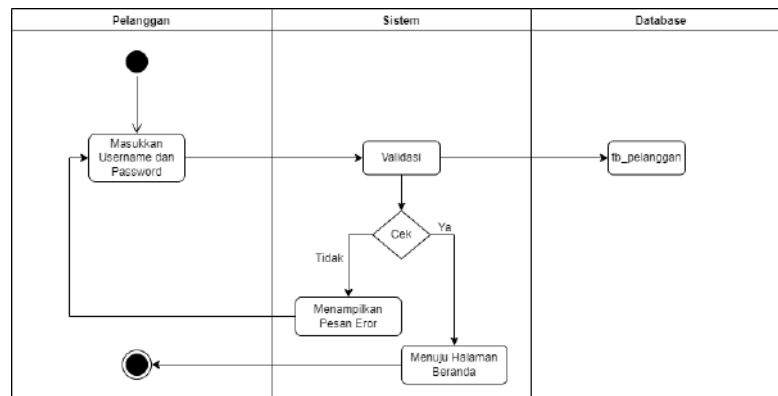 Pelanggan
Sistem
Database
Masukkan
Username dan
Password
Validasi
tb_pelanggan
Cek
Ya
Tidak
Menampilkan
Pesan Eror
Menuju Halaman
Beranda